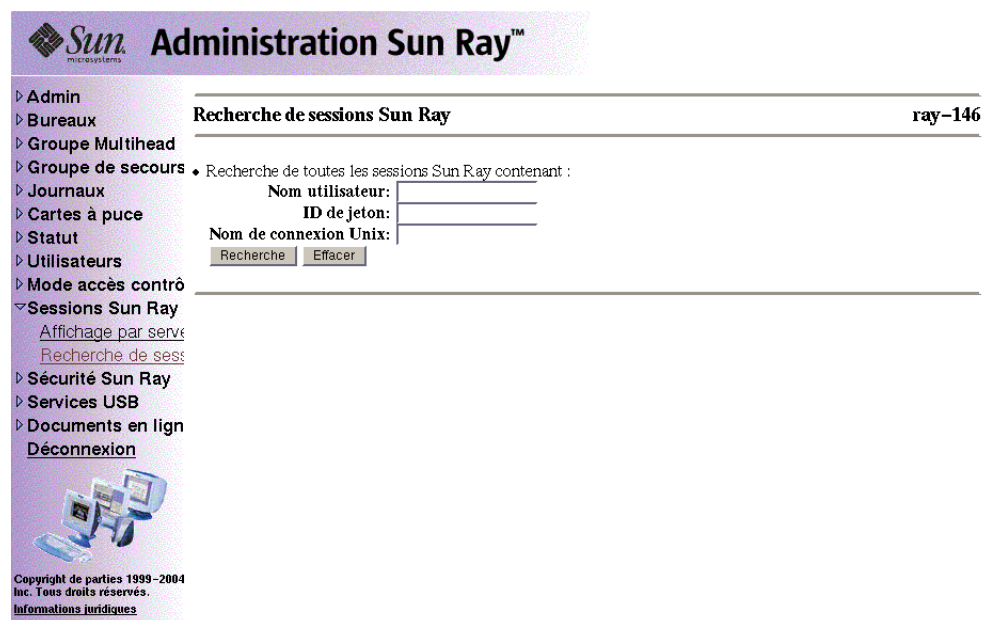 Sun
microsystems
Administration Sun Ray™
Admin
Bureaux
Groupe Multihead
Groupe de secours
Journaux
Cartes à puce
Statut
Utilisateurs
Mode accès contrô
Sessions Sun Ray
Affichage par serve
Recherche de sess
Sécurité Sun Ray
Services USB
Documents en lign
Déconnexion
Copyright de parties 1999–2004
Inc. Tous droits réservés.
Informations juridiques
Recherche de sessions Sun Ray ray–146
• Recherche de toutes les sessions Sun Ray contenant :
Nom utilisateur:
ID de jeton:
Nom de connexion Unix:
Recherche Effacer